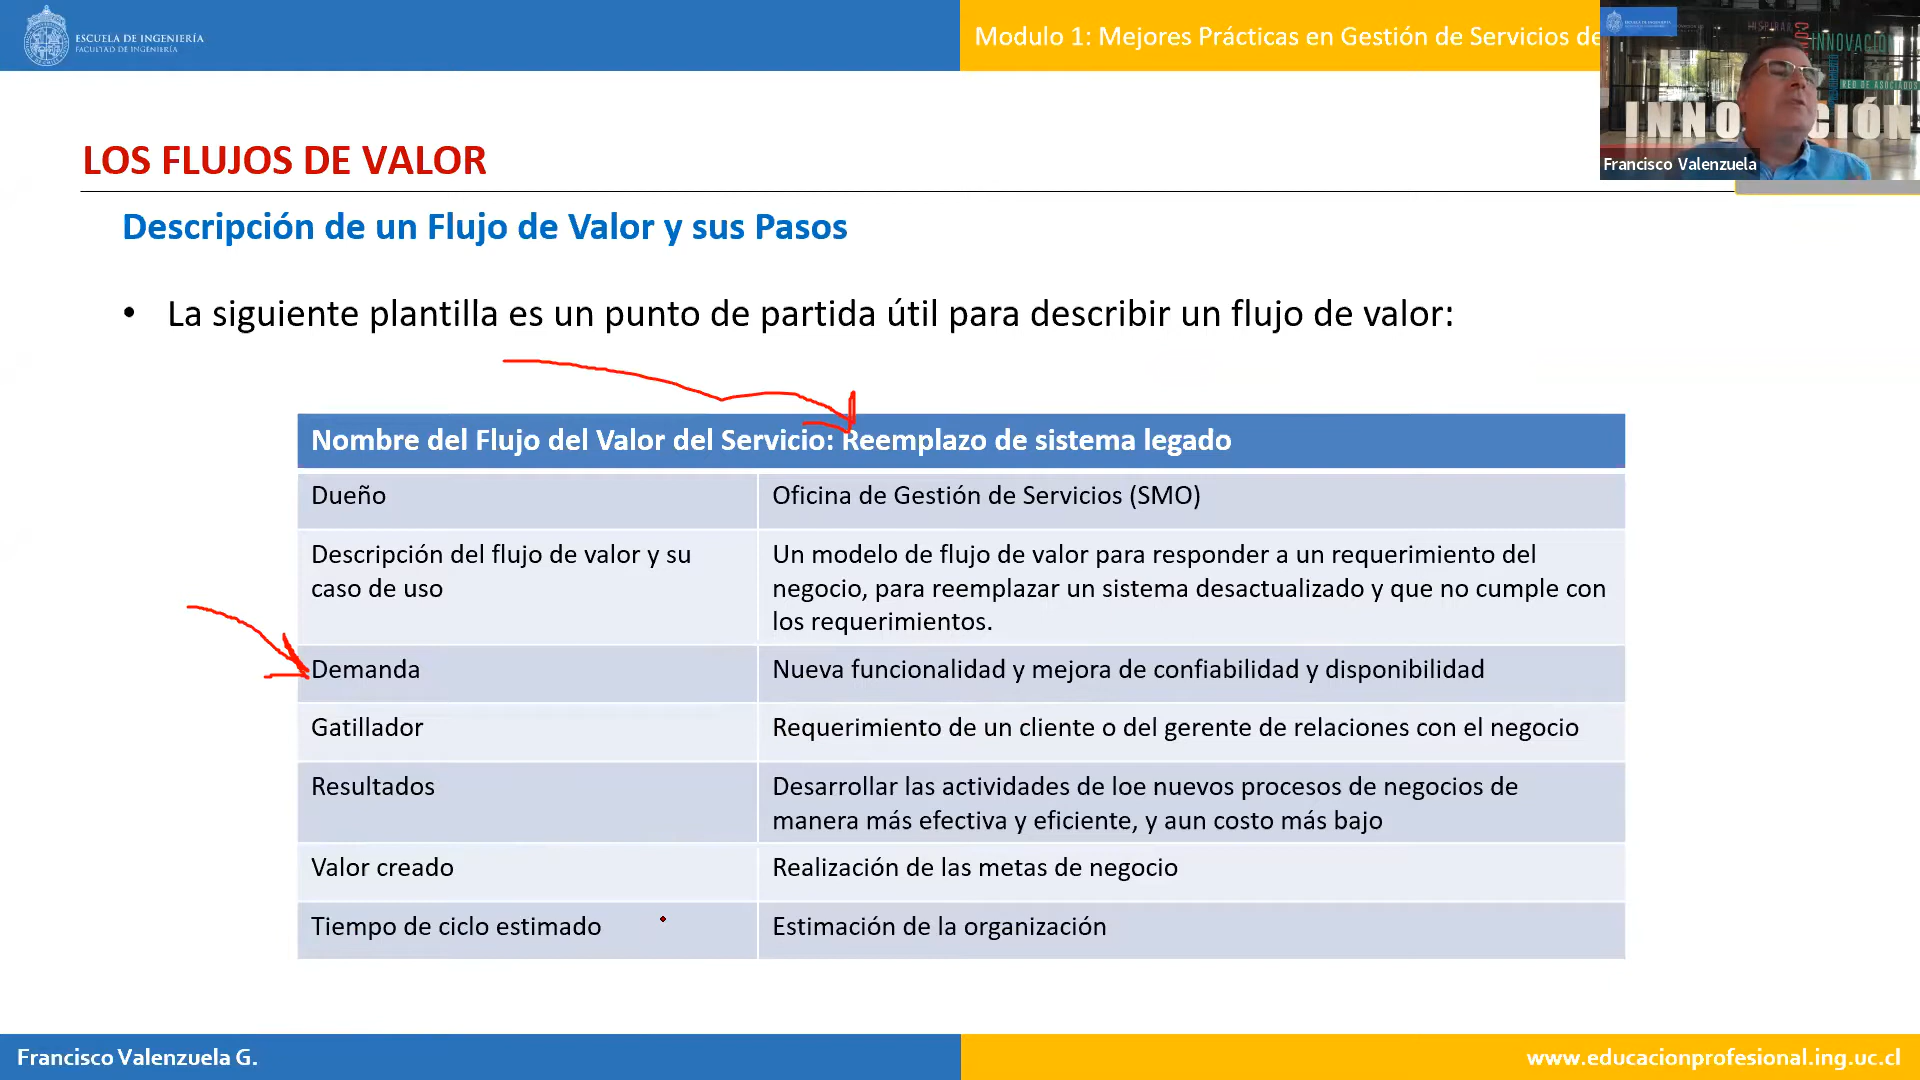 ESCUELA DE INGENIERÍA
FACULTAD DE INGENIERÍA
Modulo 1: Mejores Prácticas en Gestión de Servicios de
INNOVACIÓN
RED DE ASOCIADOS
INNO CIÓN
Francisco Valenzuela
LOS FLUJOS DE VALOR
Descripción de un Flujo de Valor y sus Pasos
• La siguiente plantilla es un punto de partida útil para describir un flujo de valor:
Nombre del Flujo del Valor del Servicio: Reemplazo de sistema legado
Dueño
Oficina de Gestión de Servicios (SMO)
Descripción del flujo de valor y su
caso de uso
Un modelo de flujo de valor para responder a un requerimiento del
negocio, para reemplazar un sistema desactualizado y que no cumple con
los requerimientos.
Demanda
Nueva funcionalidad y mejora de confiabilidad y disponibilidad
Gatillador
Requerimiento de un cliente o del gerente de relaciones con el negocio
Resultados
Desarrollar las actividades de loe nuevos procesos de negocios de
manera más efectiva y eficiente, y aun costo más bajo
Valor creado
Realización de las metas de negocio
Tiempo de ciclo estimado
Estimación de la organización
Francisco Valenzuela G.
www.educacionprofesional.ing.uc.cl